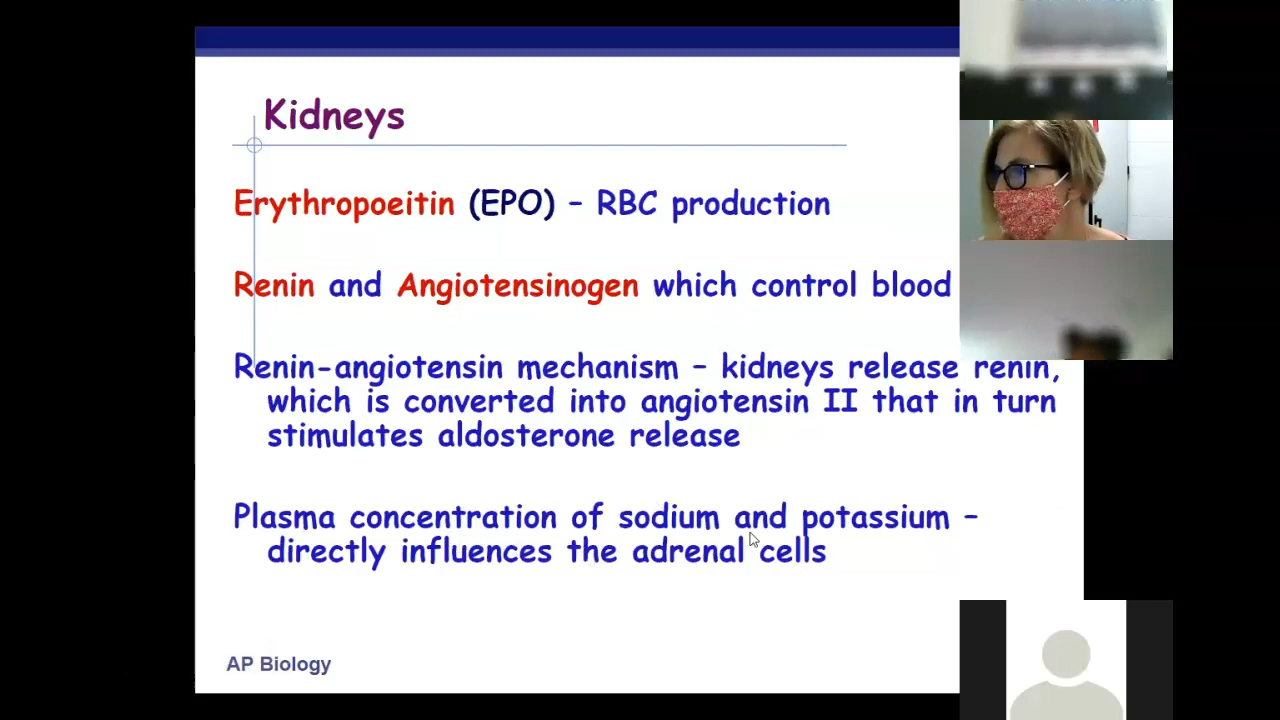 Kidneys
Erythropoeitin (EPO) – RBC production
Renin and Angiotensinogen which control blood
Renin-angiotensin mechanism – kidneys release renin,
which is converted into angiotensin II that in turn
stimulates aldosterone release
Plasma concentration of sodium and potassium –
directly influences the adrenal cells
AP Biology